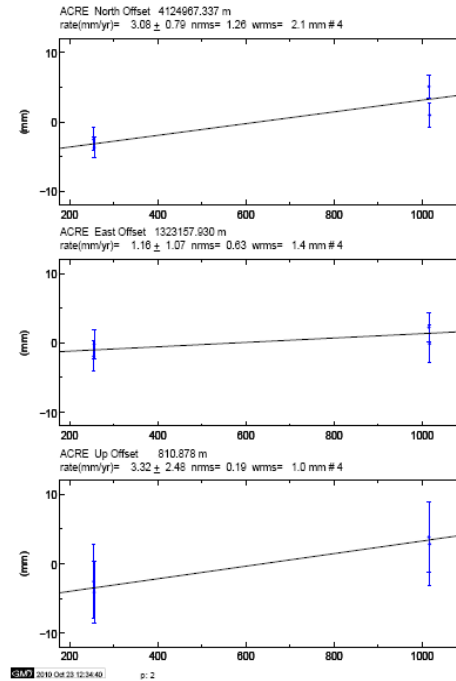 ACRE North Offset 4124967.337 m
rate(mm/yr)= 3.08 ± 0.79 nrms= 1.26 wrms= 2.1 mm # 4
10
0
−10
(mm)
200 400 600 800 1000
ACRE East Offset 1323157.930 m
rate(mm/yr)= 1.16 ± 1.07 nrms= 0.63 wrms= 1.4 mm # 4
10
0
−10
(mm)
200 400 600 800 1000
ACRE Up Offset 810.878 m
rate(mm/yr)= 3.32 ± 2.48 nrms= 0.19 wrms= 1.0 mm # 4
10
0
−10
(mm)
200 400 600 800 1000
GMD 2010 Oct 23 12:34:40 p: 2